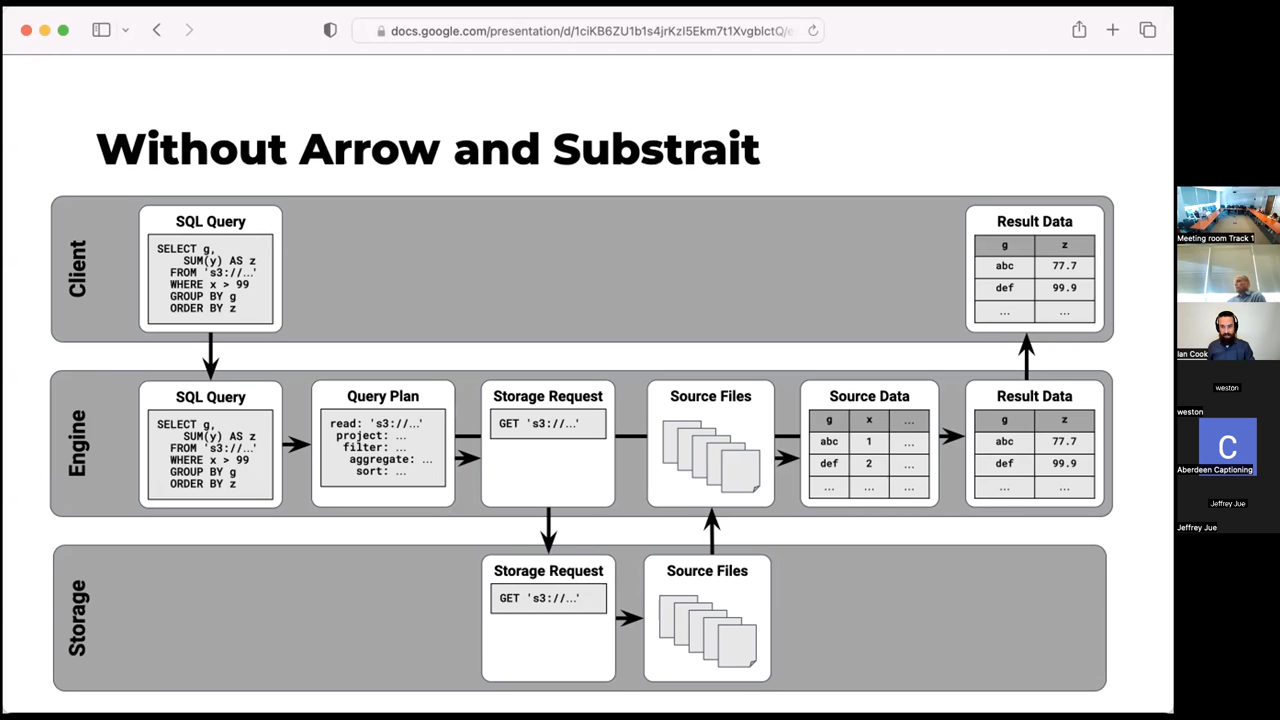 docs.google.com/presentation/d/1ciKB6ZU1b1s4jrKzI5Ekm7t1XvgblctQ/e
Without Arrow and Substrait
Client
SQL Query
SELECT g,
SUM(y) AS z
FROM 's3://…'
WHERE x > 99
GROUP BY g
ORDER BY z
Result Data
g z
abc 77.7
def 99.9
… …
Engine
SQL Query
SELECT g,
SUM(y) AS z
FROM 's3://…'
WHERE x > 99
GROUP BY g
ORDER BY z
Query Plan
read: 's3://…'
project: …
filter: …
aggregate: …
sort: …
Storage Request
GET 's3://…'
Source Files
Source Data
g x …
abc 1 …
def 2 …
… … …
Result Data
g z
abc 77.7
def 99.9
… …
Storage
Storage Request
GET 's3://…'
Source Files
Meeting room Track 1
Ian Cook
weston
weston
C
Aberdeen Captioning
Jeffrey Jue
Jeffrey Jue